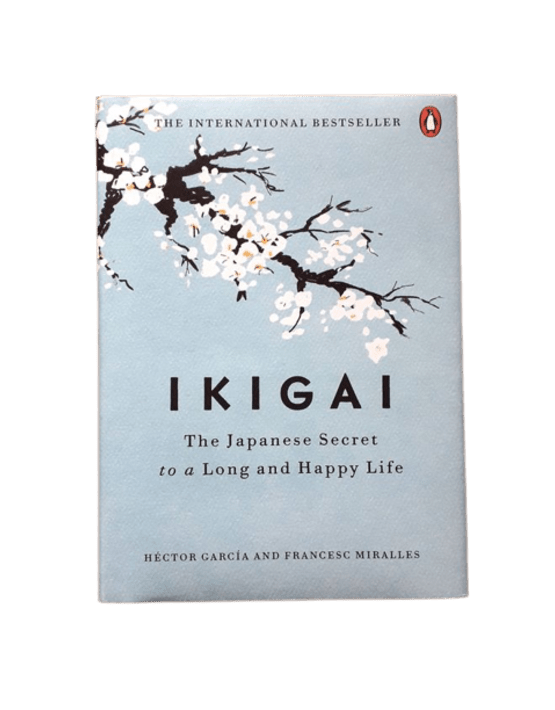 THE INTERNATIONAL BESTSELLER
IKIGAI
The Japanese Secret
to a Long and Happy Life
HÉCTOR GARCÍA AND FRANCESC MIRALLES